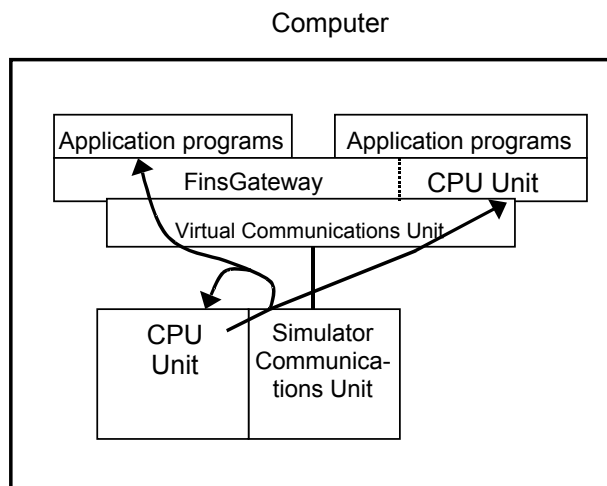 Computer
Application programs
Application programs
FinsGateway
CPU Unit
Virtual Communications Unit
CPU
Unit
Simulator
Communica-
tions Unit